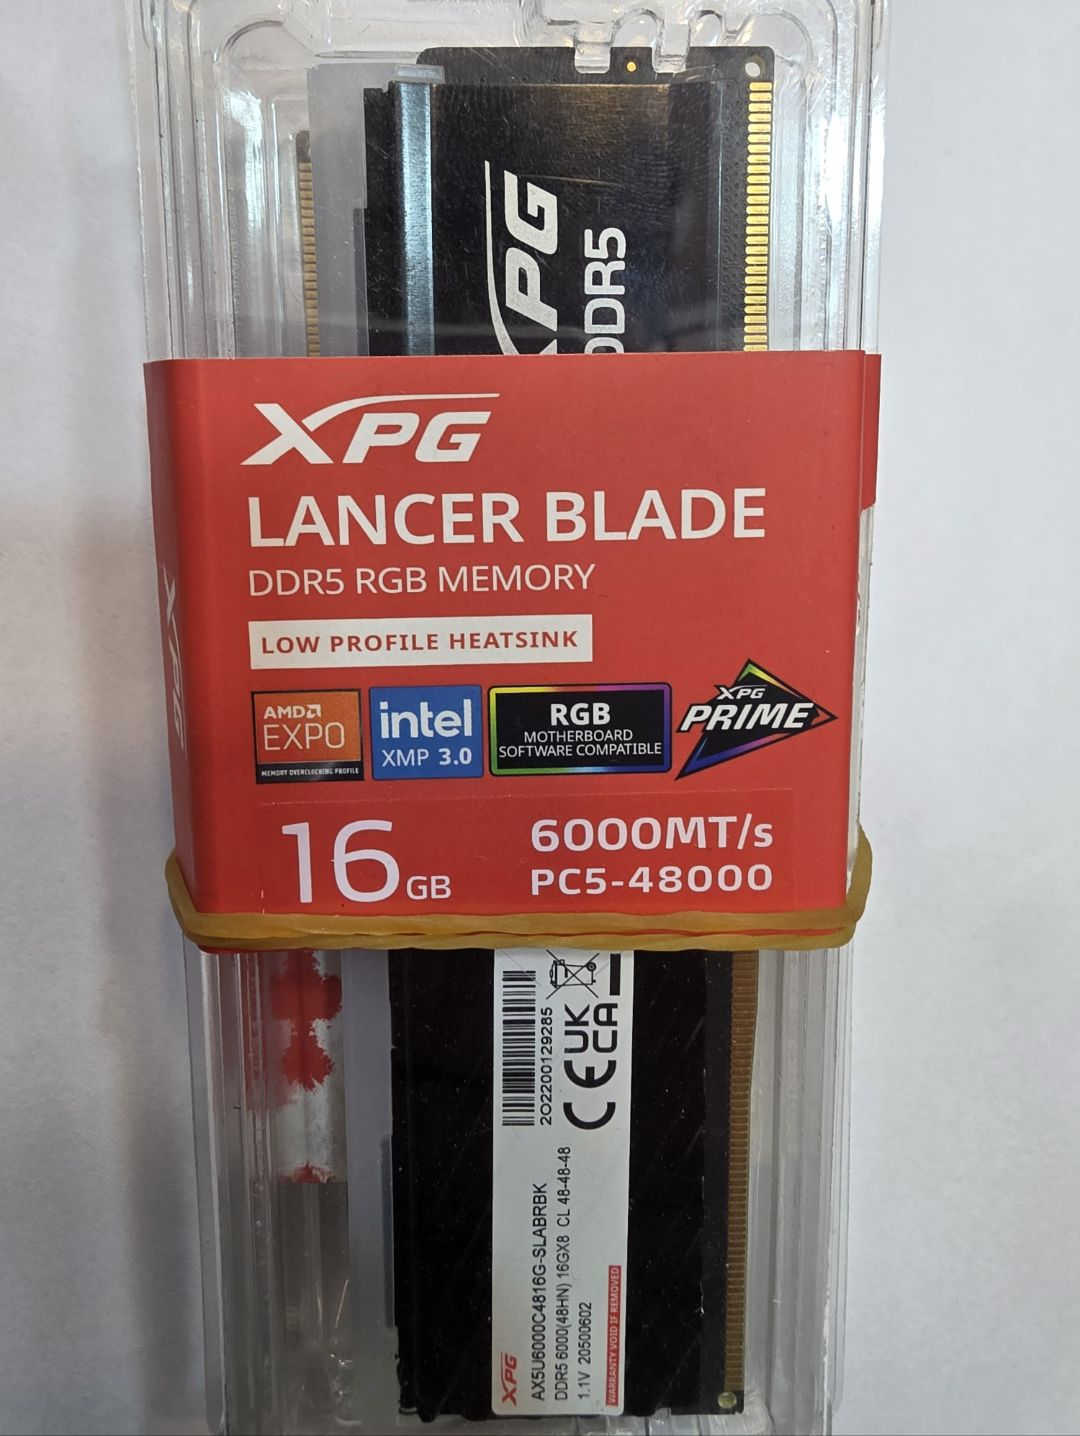 XPG
DDR5
XPG
LANCER BLADE
DDR5 RGB MEMORY
LOW PROFILE HEATSINK
AMD
EXPO
MEMORY OVERCLOCKING PROFILE
intel
XMP 3.0
RGB
MOTHERBOARD
SOFTWARE COMPATIBLE
XPG
PRIME
16GB
6000MT/s
PC5-48000
XPG
2O2200129285
CE UK
CA
XPG
AX5U6000C4816G-SLABRBK
DDR5 6000(48HN) 16GX8 CL 48-48-48
1.1V 20500602
WARRANTY VOID IF REMOVED